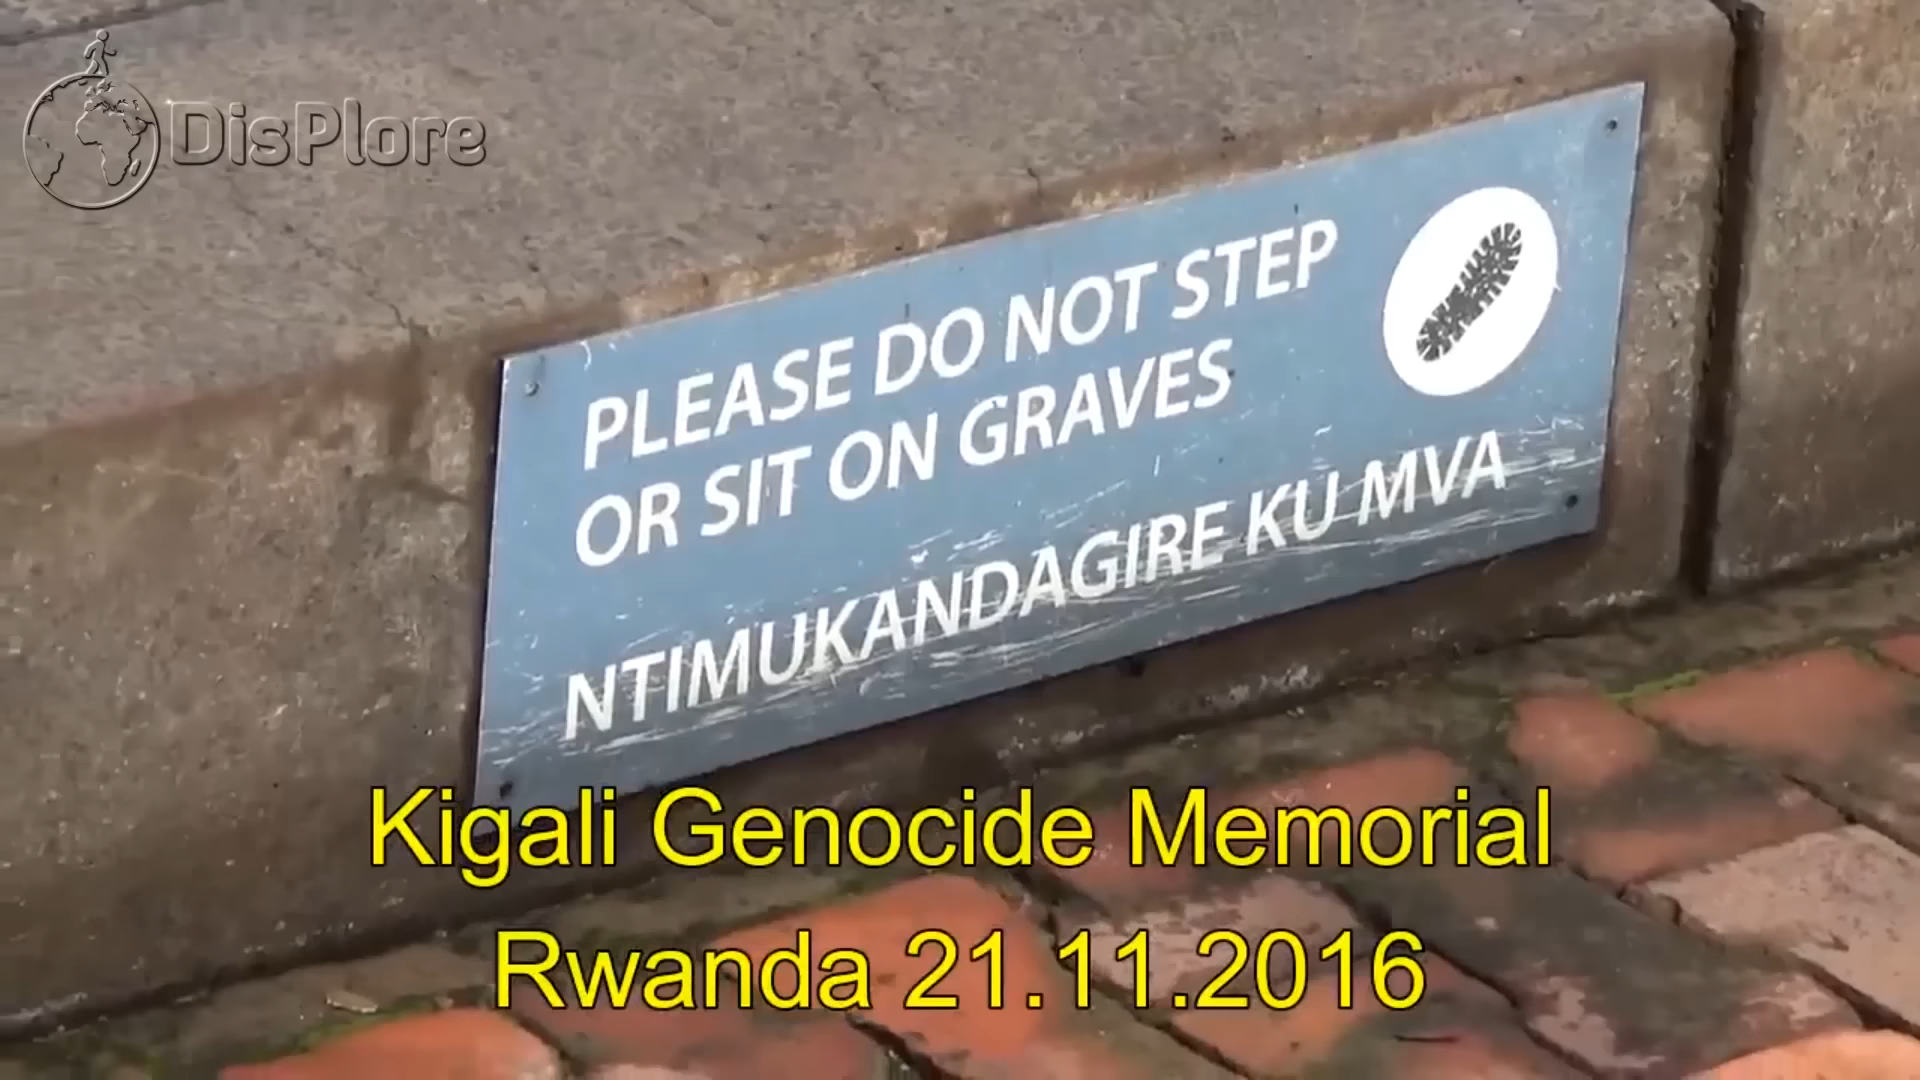 DisPlore
PLEASE DO NOT STEP
OR SIT ON GRAVES
NTIMUKANDAGIRE KU MVA
Kigali Genocide Memorial
Rwanda 21.11.2016